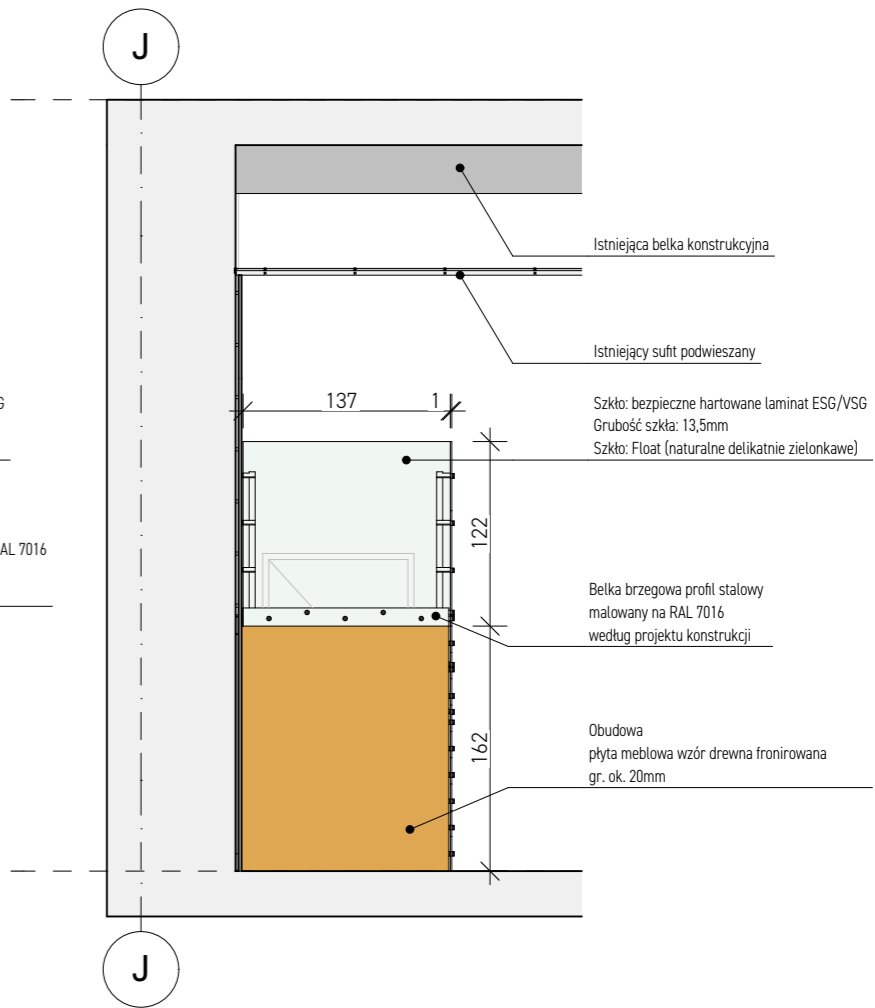 J
Istniejąca belka konstrukcyjna
Istniejący sufit podwieszany
137
1
Szkło: bezpieczne hartowane laminat ESG/VSG
Grubość szkła: 13,5mm
Szkło: Float (naturalne delikatnie zielonkawe)
G
122
AL 7016
Belka brzegowa profil stalowy
malowany na RAL 7016
według projektu konstrukcji
162
Obudowa
płyta meblowa wzór drewna fronirowana
gr. ok. 20mm
J